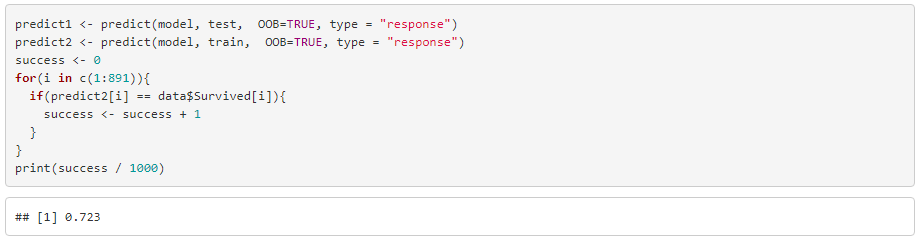 predict1 <- predict(model, test,  OOB=TRUE, type = "response")
predict2 <- predict(model, train,  OOB=TRUE, type = "response")
success <- 0
for(i in c(1:891)){
  if(predict2[i] == data$Survived[i]){
    success <- success + 1
  }
}
print(success / 1000)
## [1] 0.723